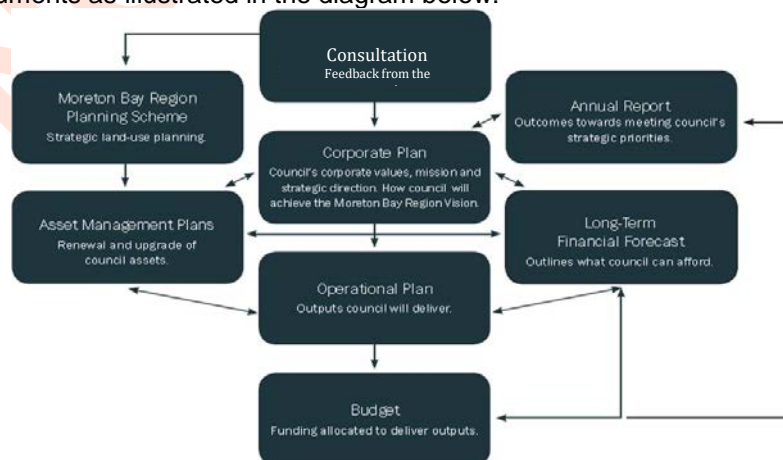 uments as illustrated in the diagram below.
Consultation
Feedback from the
Moreton Bay Region
Planning Scheme
Strategic land-use planning.
Annual Report
Outcomes towards meeting council's
strategic priorities.
Corporate Plan
Council's corporate values, mission and
strategic direction. How council will
achieve the Moreton Bay Region Vision.
Asset Management Plans
Renewal and upgrade of
council assets.
Long-Term
Financial Forecast
Outlines what council can afford.
Operational Plan
Outputs council will deliver.
Budget
Funding allocated to deliver outputs.